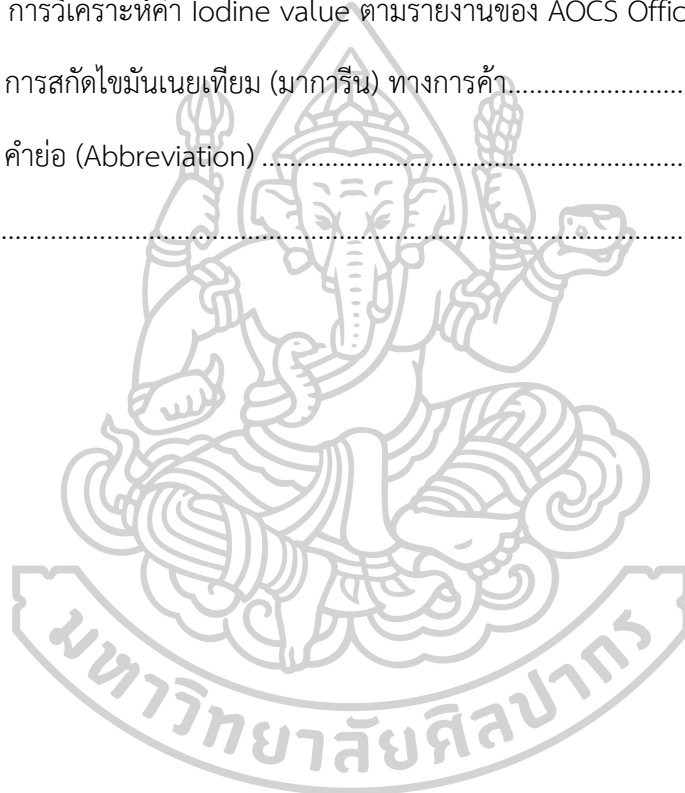 การวิเคราะห์ค่า Iodine value ตามรายงานของ AOCS Offic
การสกัดไขมันเนยเทียม (มาการีน) ทางการค้า........................
คำย่อ (Abbreviation) ............................................................
....................................................................................................
มหาวิทยาลัยศิลปากร